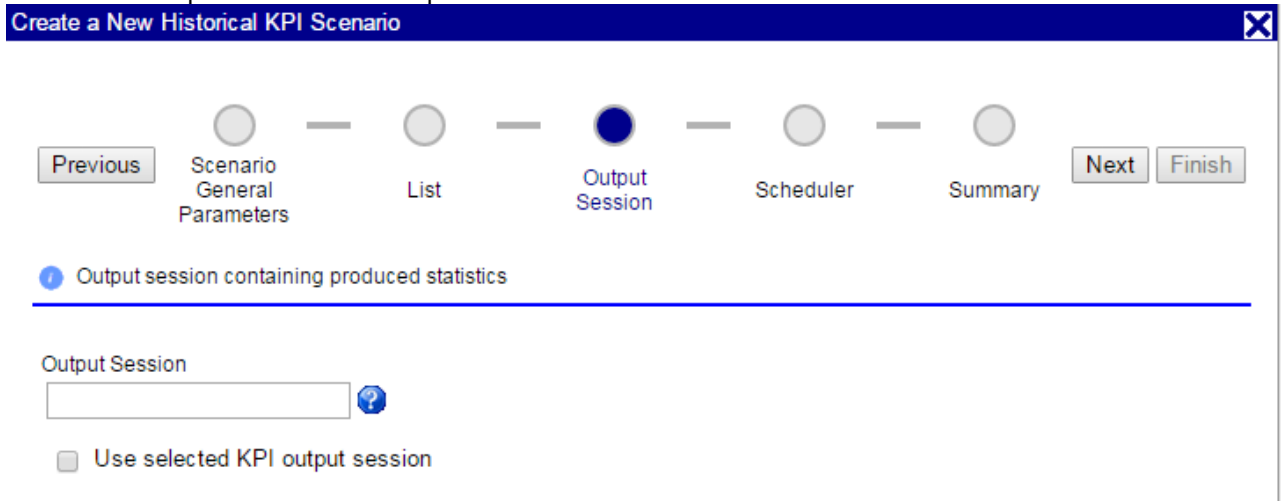 Create a New Historical KPI Scenario
Previous
Scenario
General
Parameters
List
Output
Session
Scheduler
Summary
Next
Finish
Output session containing produced statistics
Output Session
Use selected KPI output session